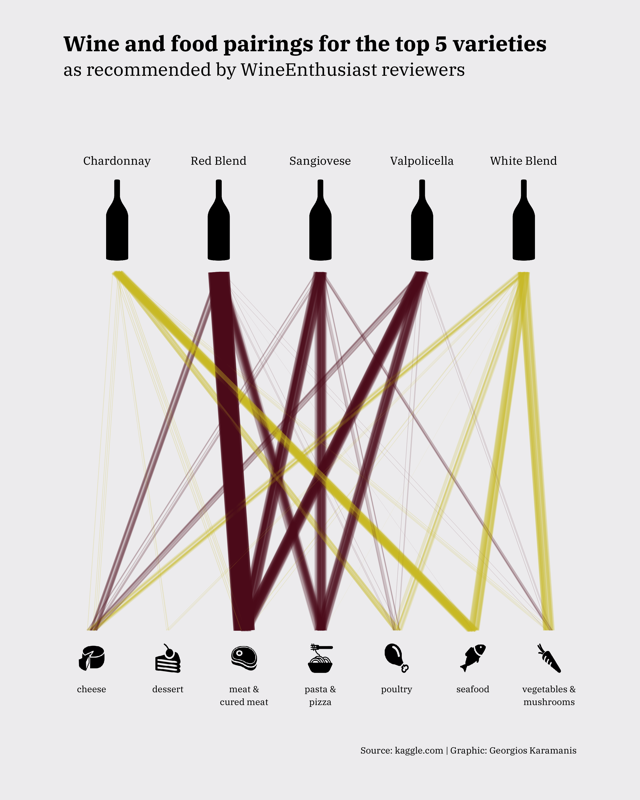 Wine and food pairings for the top 5 varieties
as recommended by WineEnthusiast reviewers
Chardonnay
Red Blend
Sangiovese
Valpolicella
White Blend
cheese
dessert
meat &
cured meat
pasta &
pizza
poultry
seafood
vegetables &
mushrooms
Source: kaggle.com | Graphic: Georgios Karamanis